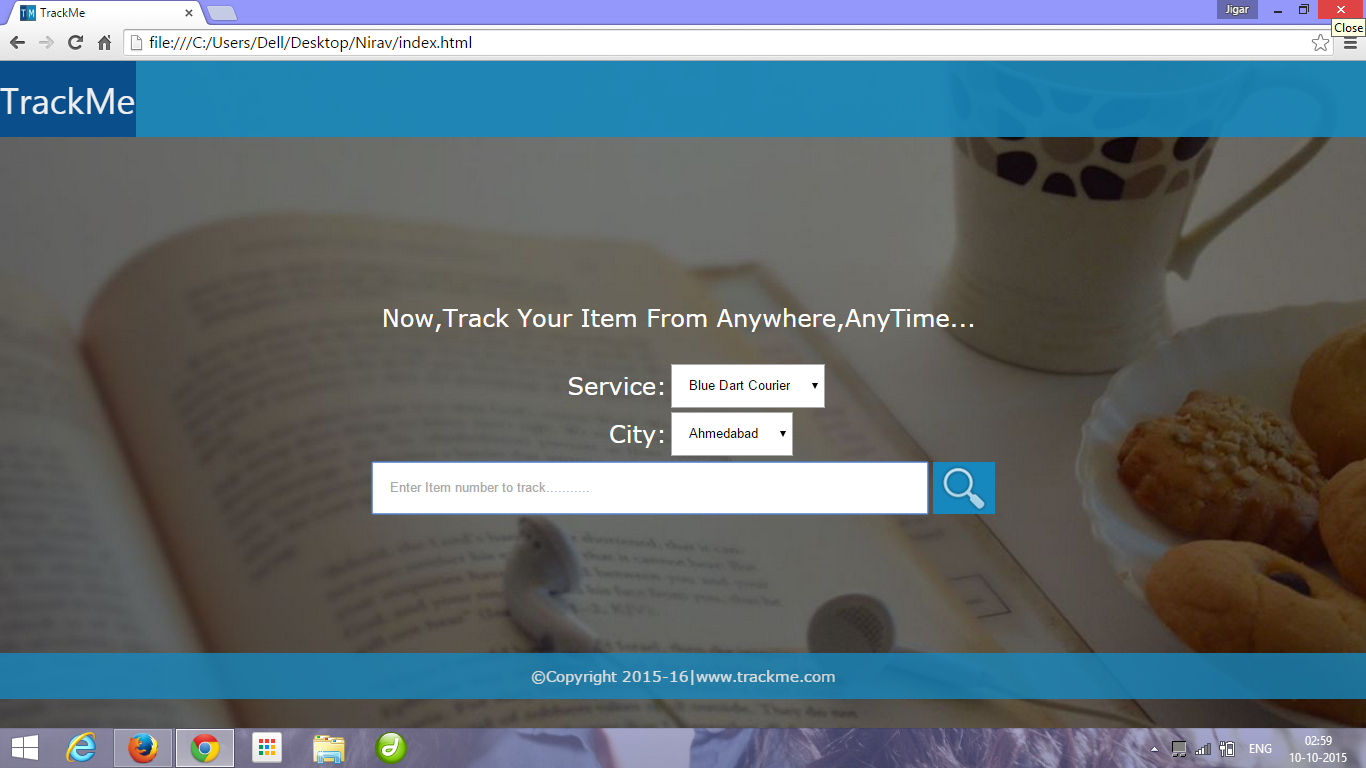 TM TrackMe
Jigar
file:///C:/Users/Dell/Desktop/Nirav/index.html
Close
TrackMe
Now,Track Your Item From Anywhere,AnyTime...
Service: Blue Dart Courier
City: Ahmedabad
Enter Item number to track...........
©Copyright 2015-16|www.trackme.com
ENG
02:59
10-10-2015